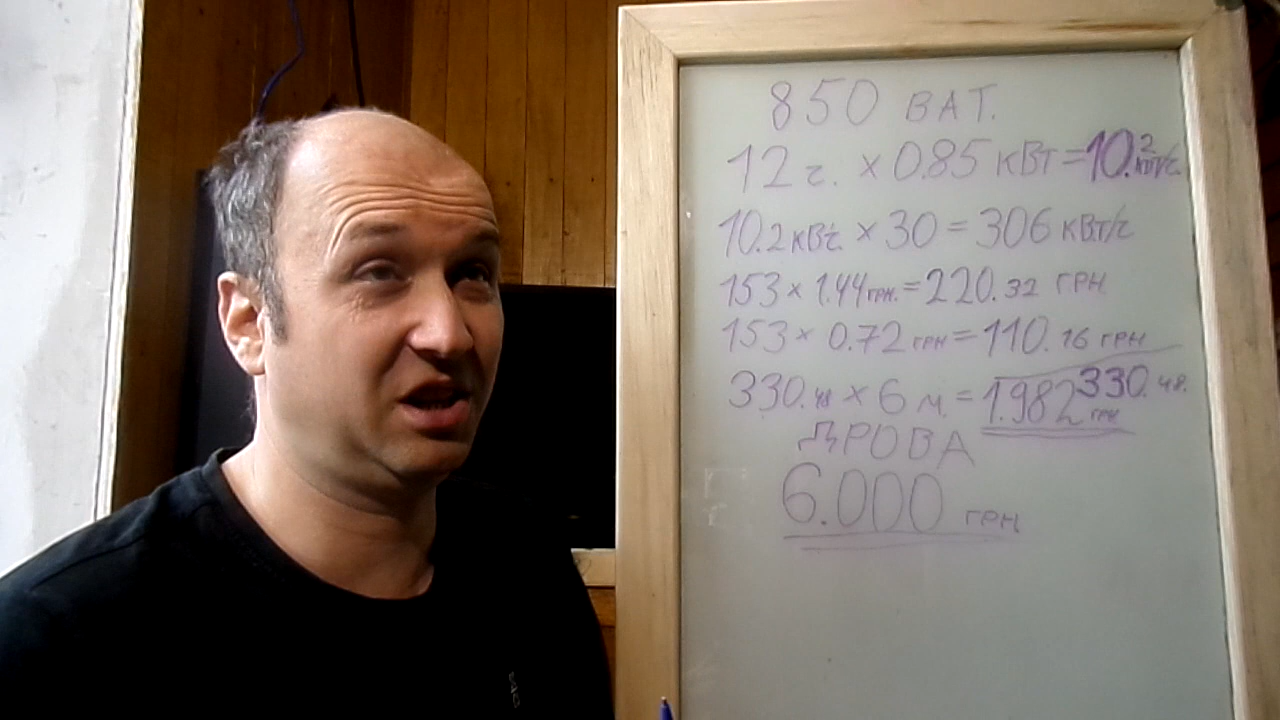 850 ВАТ.
12 г. х 0.85 кВт = 10.2 кВт/г.
10.2 кВт/г. х 30 = 306 кВт/г
153 х 1.44 грн. = 220. 32 ГРН
153 х 0.72 грн = 110. 16 ГРН
330. 48.
330. 48 х 6 м. = 1.982 грн
ДРОВА
6.000 ГРН